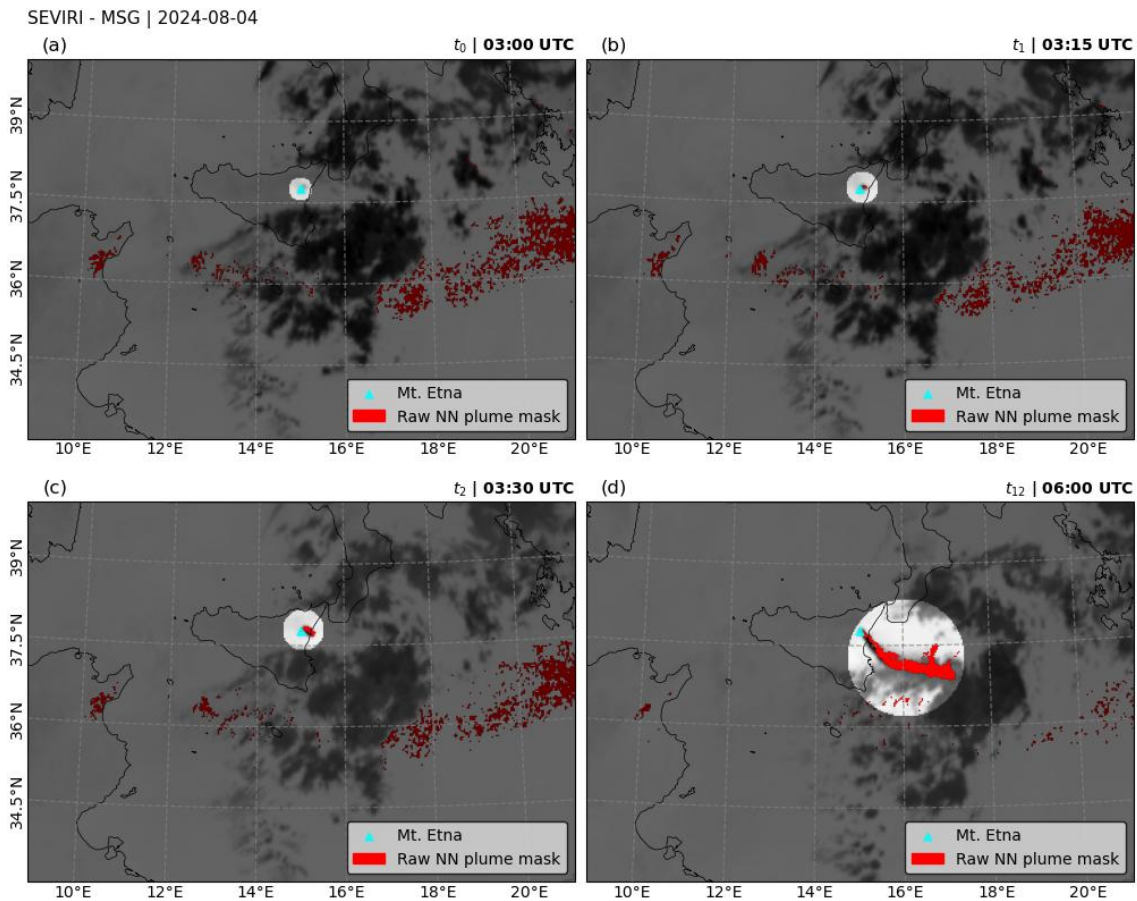 SEVIRI - MSG | 2024-08-04
(a) t0 | 03:00 UTC
39°N
37.5°N
36°N
34.5°N
Mt. Etna
Raw NN plume mask
10°E 12°E 14°E 16°E 18°E 20°E
(b) t1 | 03:15 UTC
Mt. Etna
Raw NN plume mask
10°E 12°E 14°E 16°E 18°E 20°E
(c) t2 | 03:30 UTC
39°N
37.5°N
36°N
34.5°N
Mt. Etna
Raw NN plume mask
10°E 12°E 14°E 16°E 18°E 20°E
(d) t12 | 06:00 UTC
Mt. Etna
Raw NN plume mask
10°E 12°E 14°E 16°E 18°E 20°E